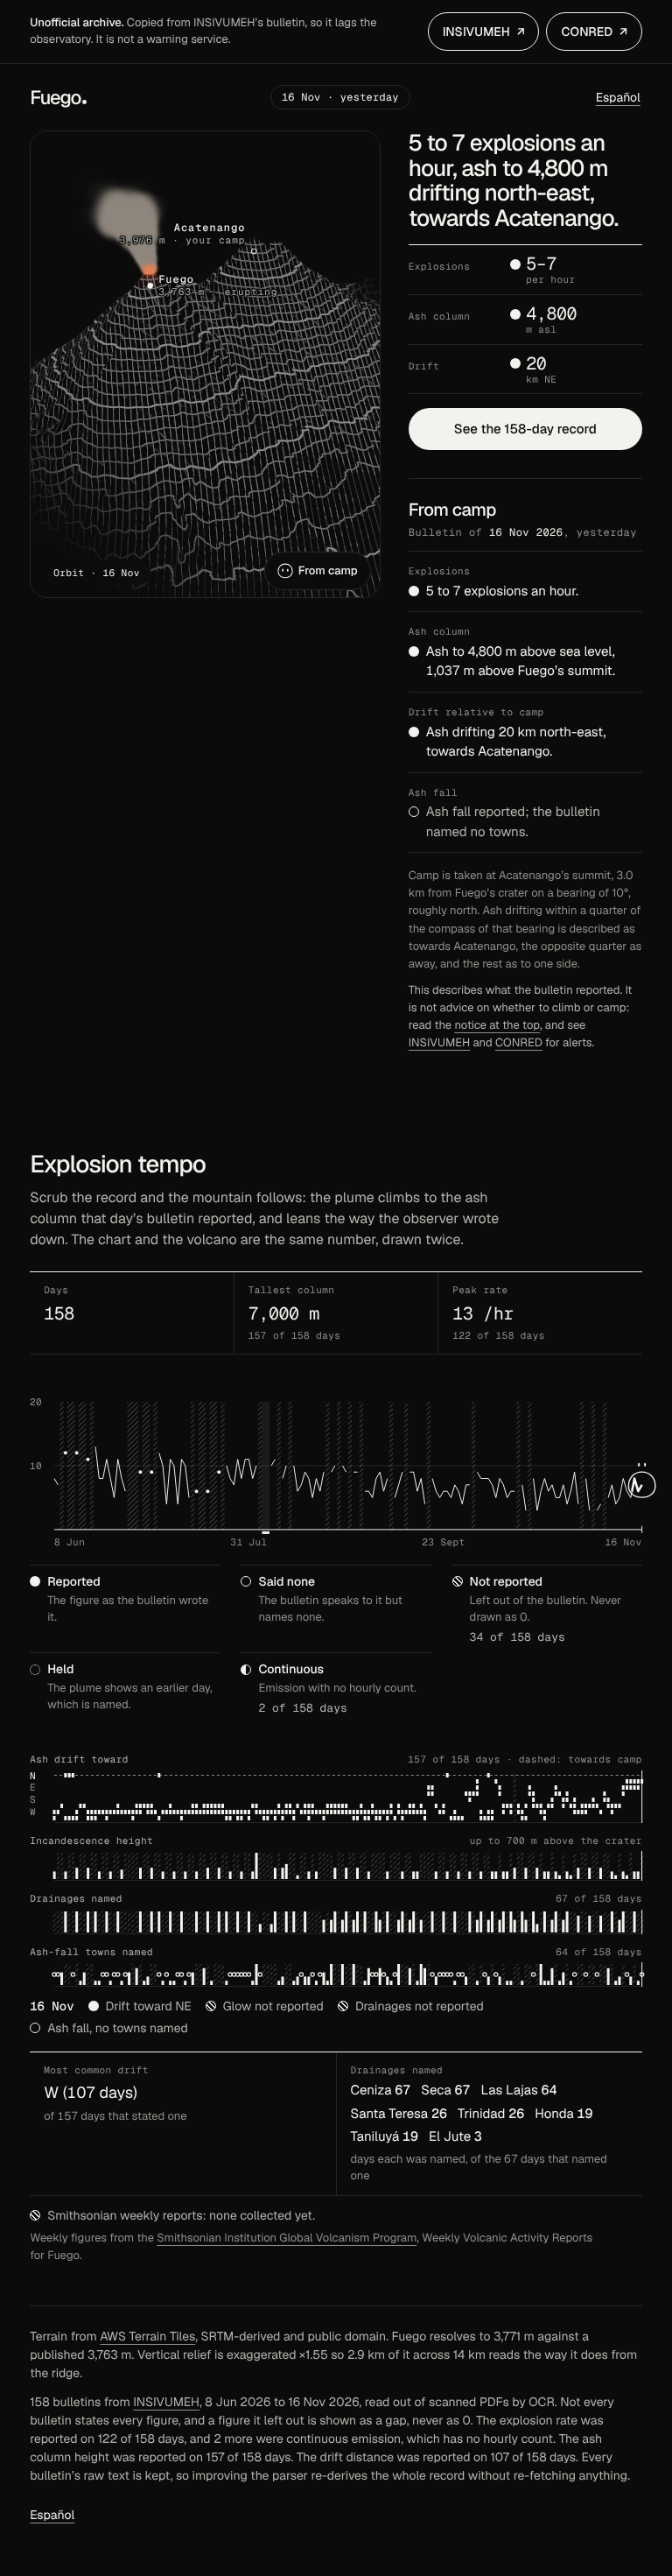 Unofficial archive. Copied from INSIVUMEH's bulletin, so it lags the
observatory. It is not a warning service.
INSIVUMEH ↗
CONRED ↗
Fuego.
16 Nov · yesterday
Español
Acatenango
3,976 m · your camp
Fuego
3,763 m · erupting
Orbit · 16 Nov
From camp
5 to 7 explosions an
hour, ash to 4,800 m
drifting north-east,
towards Acatenango.
Explosions
5–7
per hour
Ash column
4,800
m asl
Drift
20
km NE
See the 158-day record
From camp
Bulletin of 16 Nov 2026, yesterday
Explosions
5 to 7 explosions an hour.
Ash column
Ash to 4,800 m above sea level,
1,037 m above Fuego's summit.
Drift relative to camp
Ash drifting 20 km north-east,
towards Acatenango.
Ash fall
Ash fall reported; the bulletin
named no towns.
Camp is taken at Acatenango's summit, 3.0
km from Fuego's crater on a bearing of 10°,
roughly north. Ash drifting within a quarter of
the compass of that bearing is described as
towards Acatenango, the opposite quarter as
away, and the rest as to one side.
This describes what the bulletin reported. It
is not advice on whether to climb or camp:
read the notice at the top, and see
INSIVUMEH and CONRED for alerts.
Explosion tempo
Scrub the record and the mountain follows: the plume climbs to the ash
column that day's bulletin reported, and leans the way the observer wrote
down. The chart and the volcano are the same number, drawn twice.
Days
158
Tallest column
7,000 m
157 of 158 days
Peak rate
13 /hr
122 of 158 days
20
10
8 Jun
31 Jul
23 Sept
16 Nov
Reported
The figure as the bulletin wrote
it.
Said none
The bulletin speaks to it but
names none.
Not reported
Left out of the bulletin. Never
drawn as 0.
34 of 158 days
Held
The plume shows an earlier day,
which is named.
Continuous
Emission with no hourly count.
2 of 158 days
Ash drift toward
157 of 158 days · dashed: towards camp
N
E
S
W
Incandescence height
up to 700 m above the crater
Drainages named
67 of 158 days
Ash-fall towns named
64 of 158 days
16 Nov
Drift toward NE
Glow not reported
Drainages not reported
Ash fall, no towns named
Most common drift
W (107 days)
of 157 days that stated one
Drainages named
Ceniza 67 Seca 67 Las Lajas 64
Santa Teresa 26 Trinidad 26 Honda 19
Taniluyá 19 El Jute 3
days each was named, of the 67 days that named
one
Smithsonian weekly reports: none collected yet.
Weekly figures from the Smithsonian Institution Global Volcanism Program, Weekly Volcanic Activity Reports
for Fuego.
Terrain from AWS Terrain Tiles, SRTM-derived and public domain. Fuego resolves to 3,771 m against a
published 3,763 m. Vertical relief is exaggerated ×1.55 so 2.9 km of it across 14 km reads the way it does from
the ridge.
158 bulletins from INSIVUMEH, 8 Jun 2026 to 16 Nov 2026, read out of scanned PDFs by OCR. Not every
bulletin states every figure, and a figure it left out is shown as a gap, never as 0. The explosion rate was
reported on 122 of 158 days, and 2 more were continuous emission, which has no hourly count. The ash
column height was reported on 157 of 158 days. The drift distance was reported on 107 of 158 days. Every
bulletin's raw text is kept, so improving the parser re-derives the whole record without re-fetching anything.
Español